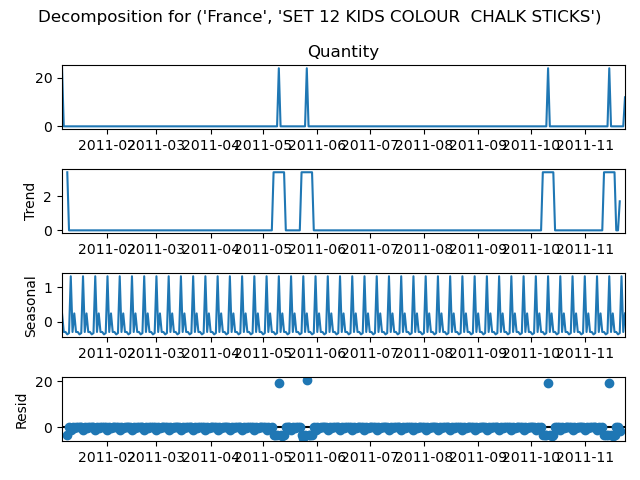 Decomposition for ('France', 'SET 12 KIDS COLOUR  CHALK STICKS')
Quantity
20
0
2011-02 2011-03 2011-04 2011-05 2011-06 2011-07 2011-08 2011-09 2011-10 2011-11
Trend
2
0
2011-02 2011-03 2011-04 2011-05 2011-06 2011-07 2011-08 2011-09 2011-10 2011-11
Seasonal
1
0
2011-02 2011-03 2011-04 2011-05 2011-06 2011-07 2011-08 2011-09 2011-10 2011-11
Resid
20
0
2011-02 2011-03 2011-04 2011-05 2011-06 2011-07 2011-08 2011-09 2011-10 2011-11